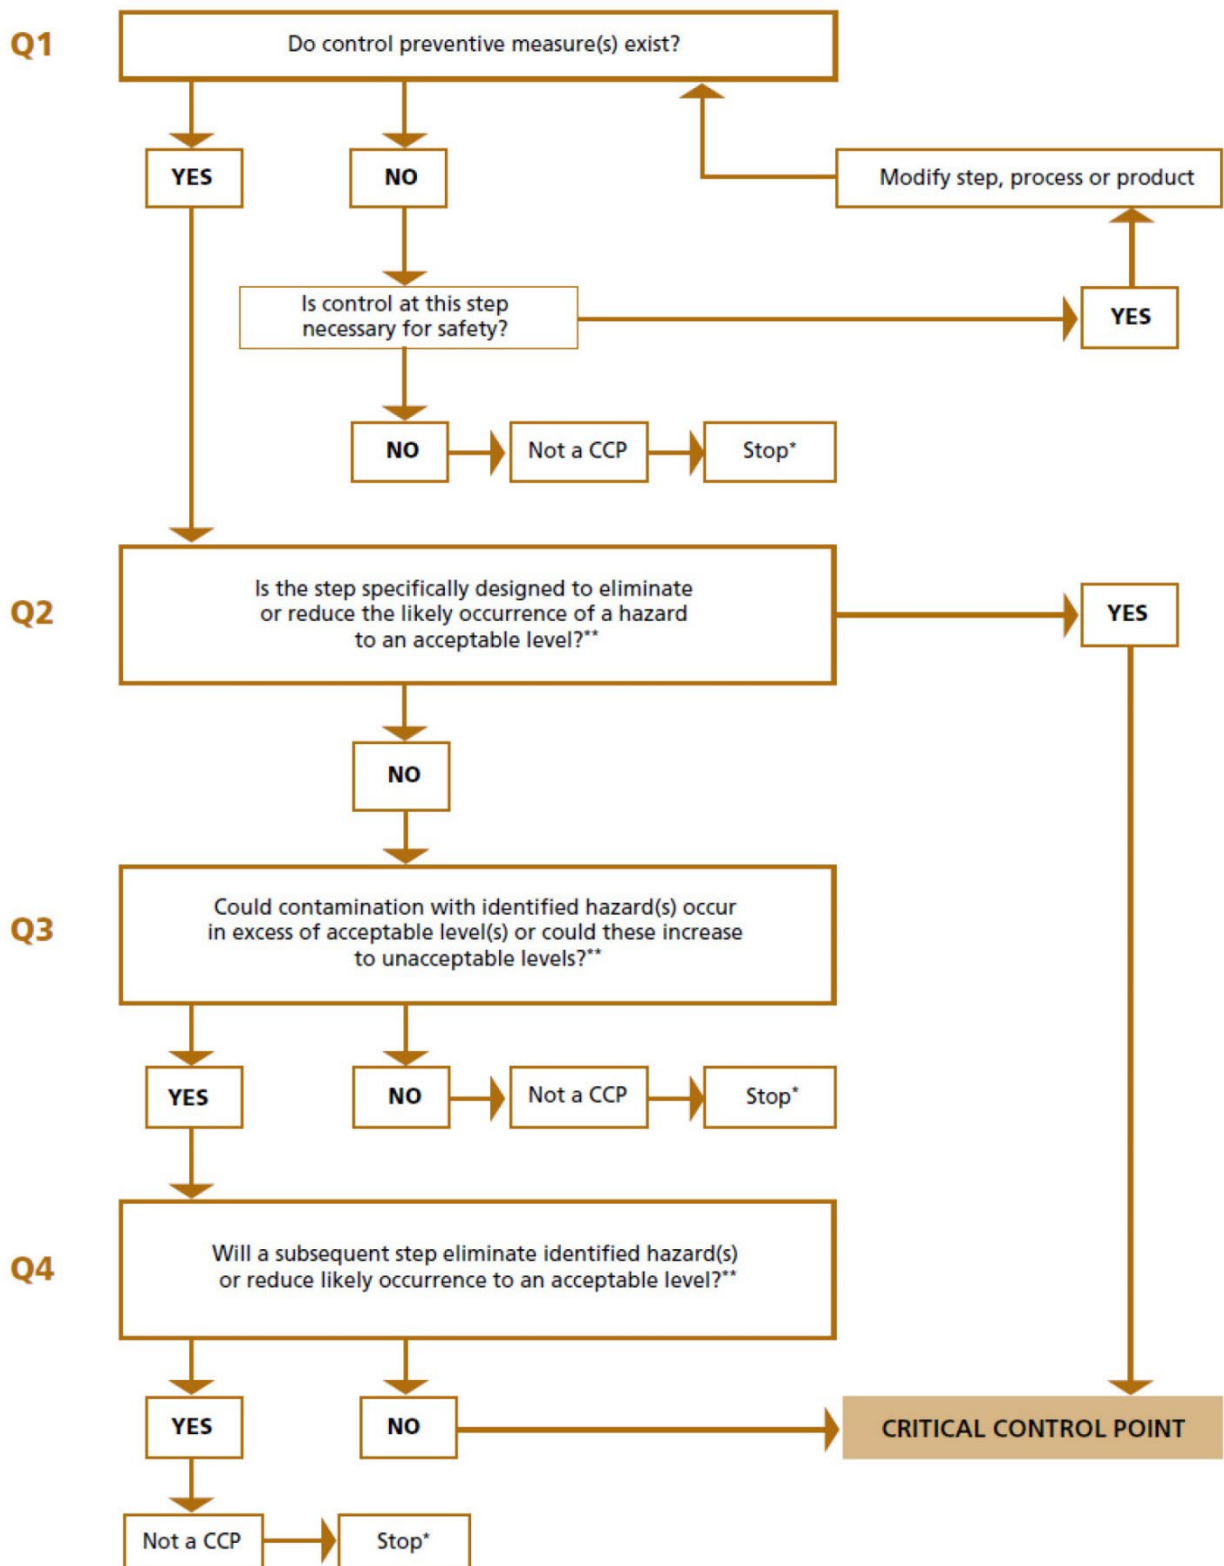 Q1
Do control preventive measure(s) exist?
YES
NO
Modify step, process or product
Is control at this step
necessary for safety?
YES
NO
Not a CCP
Stop*
Q2
Is the step specifically designed to eliminate
or reduce the likely occurrence of a hazard
to an acceptable level?**
YES
NO
Q3
Could contamination with identified hazard(s) occur
in excess of acceptable level(s) or could these increase
to unacceptable levels?**
YES
NO
Not a CCP
Stop*
Q4
Will a subsequent step eliminate identified hazard(s)
or reduce likely occurrence to an acceptable level?**
YES
NO
CRITICAL CONTROL POINT
Not a CCP
Stop*